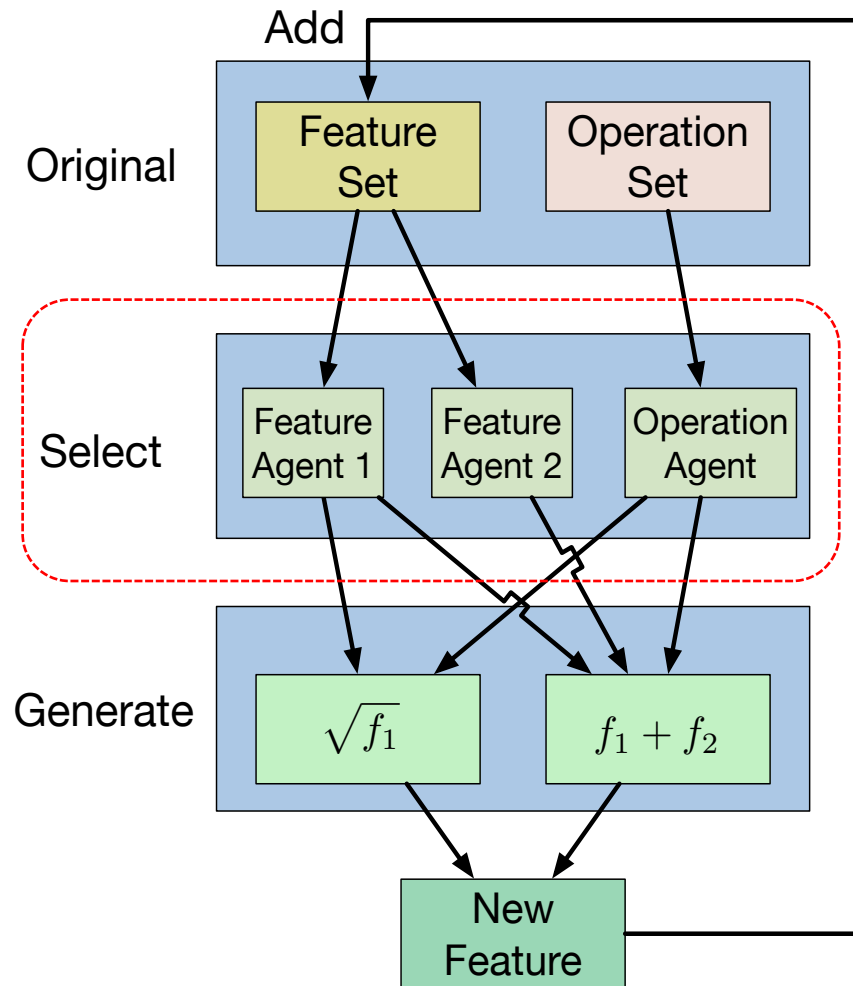 Add
Original
Feature
Set
Operation
Set
Select
Feature
Agent 1
Feature
Agent 2
Operation
Agent
Generate
√f₁
f₁ + f₂
New
Feature